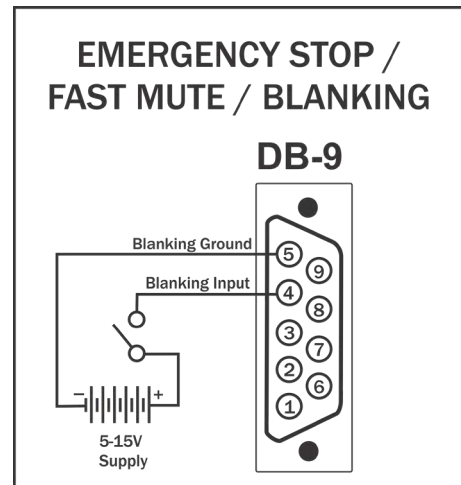 EMERGENCY STOP /
FAST MUTE / BLANKING
DB-9
Blanking Ground
5
9
Blanking Input
4
8
3
7
2
6
1
− +
5-15V
Supply